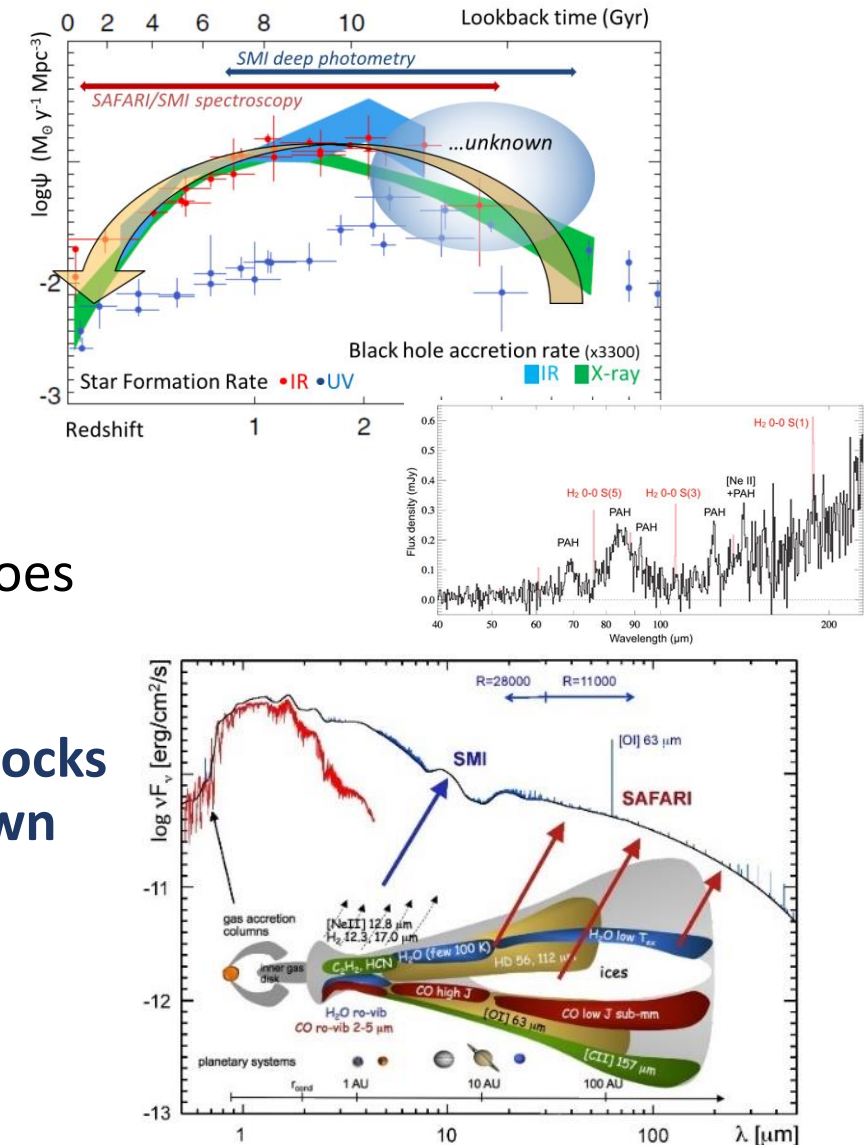 0 2 4 6 8 10 Lookback time (Gyr)
SMI deep photometry
SAFARI/SMI spectroscopy
...unknown
logψ (M⊙ y-1 Mpc-3)
-2
Black hole accretion rate (x3300)
Star Formation Rate •IR •UV
IR X-ray
-3
Redshift 1 2
0.6
0.5
0.4
0.3
0.2
0.1
0.0
Flux density (mJy)
H2 0-0 S(1)
[Ne II]
+PAH
H2 0-0 S(5) H2 0-0 S(3)
PAH PAH PAH PAH
40 50 60 70 80 90 100 200
Wavelength (μm)
oes
ocks
wn
log νFν [erg/cm2/s]
R=28000 R=11000
[OI] 63 μm
SMI
SAFARI
-11
-12
-13
gas accretion
columns
[NeII] 12.8 μm
H2 12.3, 17.0 μm
inner gas
disk
C2H2, HCN
H2O (few 100 K)
H2O low Tex
HD 56, 112 μm
ices
CO high J
CO low J sub-mm
H2O ro-vib
CO ro-vib 2-5 μm
[OI] 63 μm
[CII] 157 μm
planetary systems
rcond 1 AU 10 AU 100 AU
1 10 100 λ [μm]